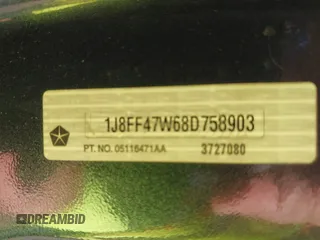 1J8FF47W68D758903
PT. NO. 05116471AA 3727080
DREAMBID